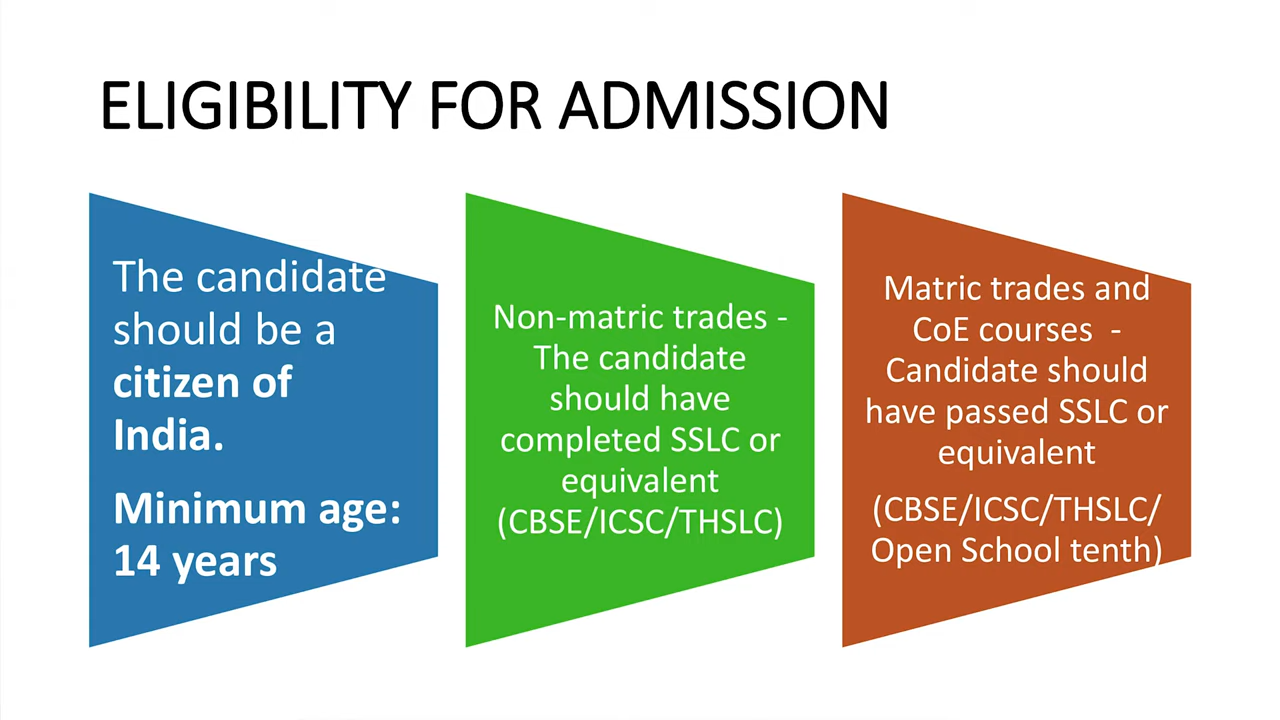 ELIGIBILITY FOR ADMISSION
The candidate
should be a
citizen of
India.
Minimum age:
14 years
Non-matric trades -
The candidate
should have
completed SSLC or
equivalent
(CBSE/ICSC/THSLC)
Matric trades and
CoE courses -
Candidate should
have passed SSLC or
equivalent
(CBSE/ICSC/THSLC/
Open School tenth)